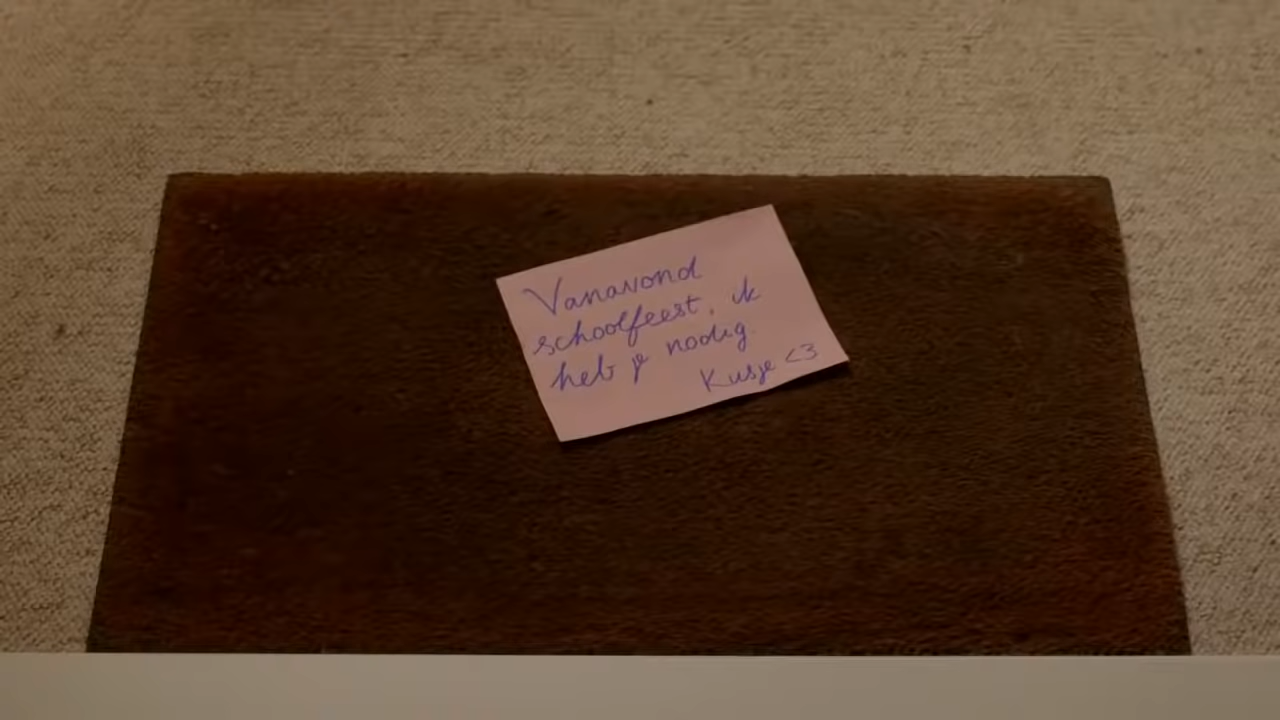 Vanavond
schoolfeest, ik
heb je nodig.
Kusje <3